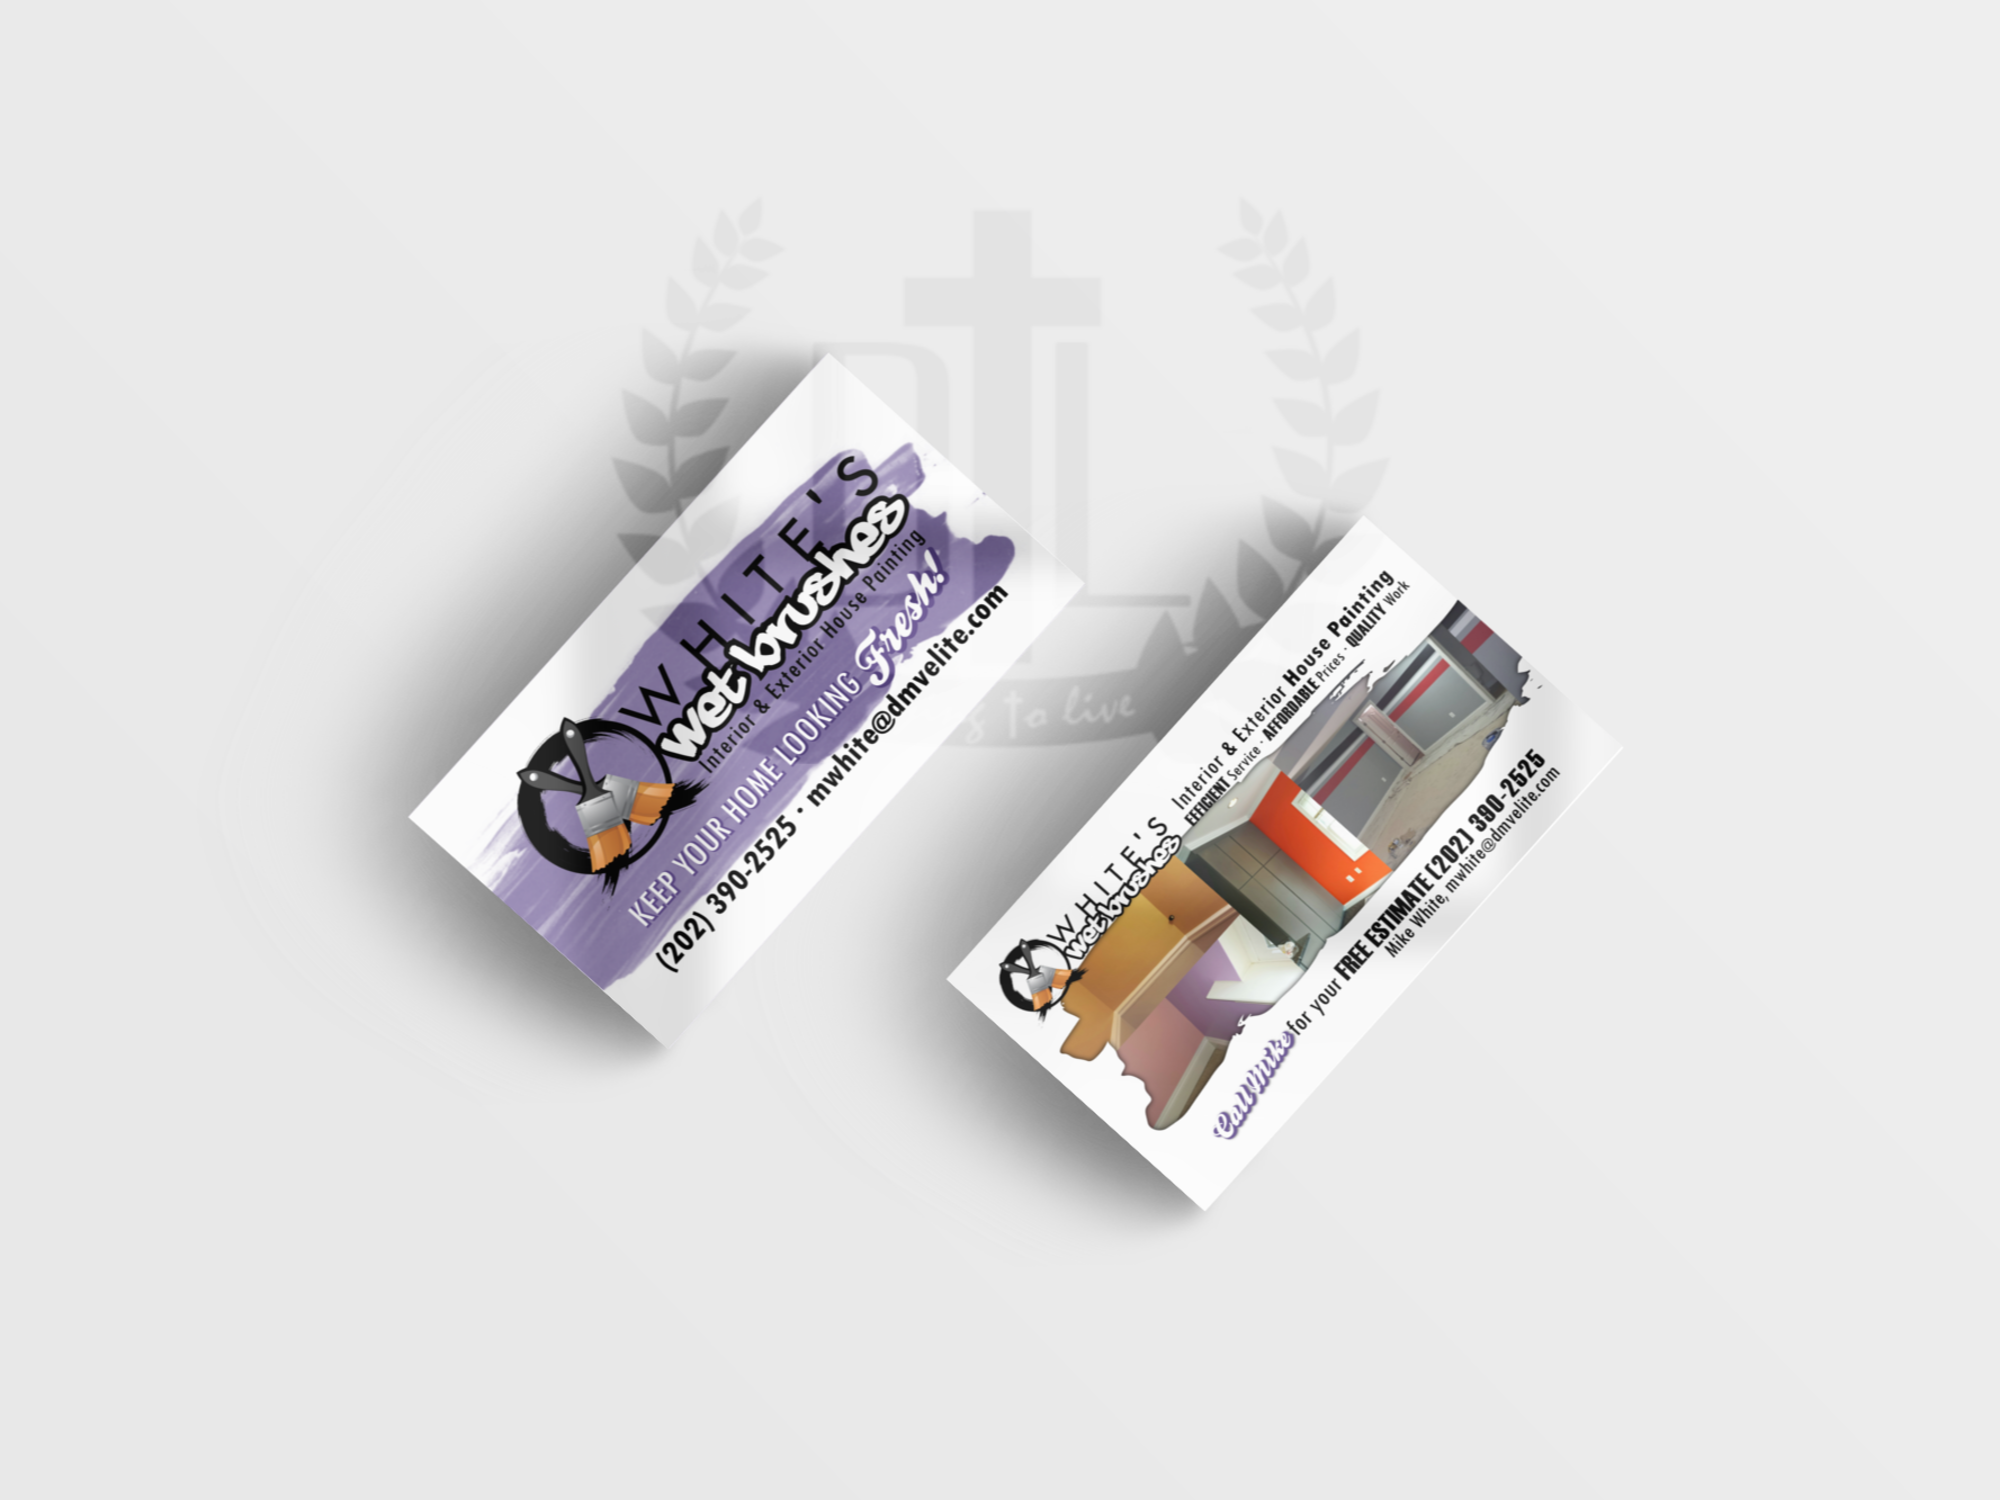 WHITE'S
wet brushes
Interior & Exterior House Painting
KEEP YOUR HOME LOOKING Fresh!
(202) 390-2525 · mwhite@dmvelite.com
WHITE'S
wet brushes
Interior & Exterior House Painting
EFFICIENT Service · AFFORDABLE Prices · QUALITY Work
Call Mike for your FREE ESTIMATE (202) 390-2525
Mike White, mwhite@dmvelite.com
to live